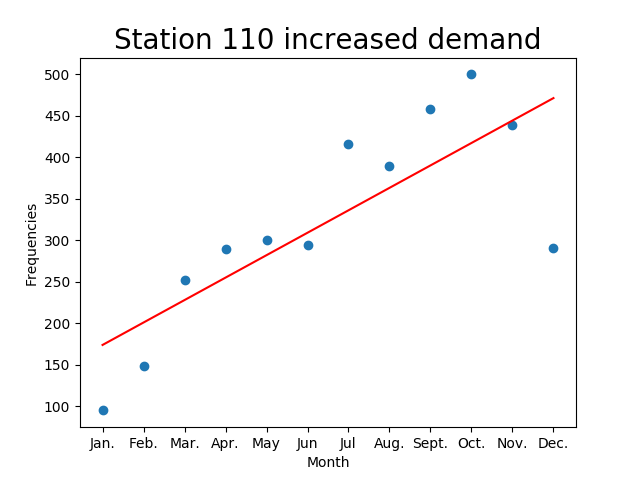 Station 110 increased demand
500
450
400
350
300
250
200
150
100
Frequencies
Jan. Feb. Mar. Apr. May Jun Jul Aug. Sept. Oct. Nov. Dec.
Month